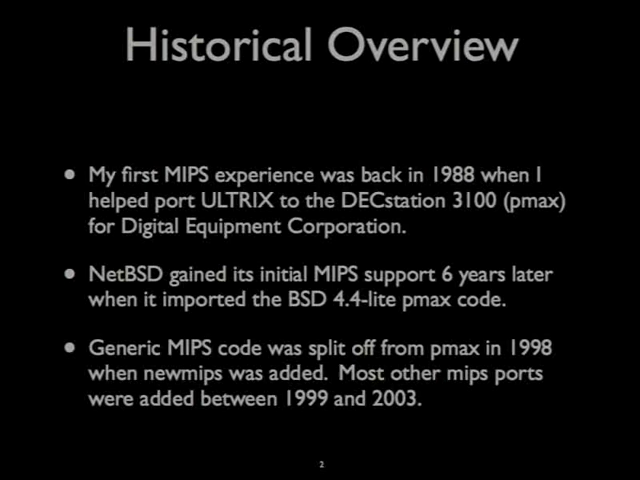 Historical Overview
• My first MIPS experience was back in 1988 when I
helped port ULTRIX to the DECstation 3100 (pmax)
for Digital Equipment Corporation.
• NetBSD gained its initial MIPS support 6 years later
when it imported the BSD 4.4-lite pmax code.
• Generic MIPS code was split off from pmax in 1998
when newmips was added.  Most other mips ports
were added between 1999 and 2003.
2